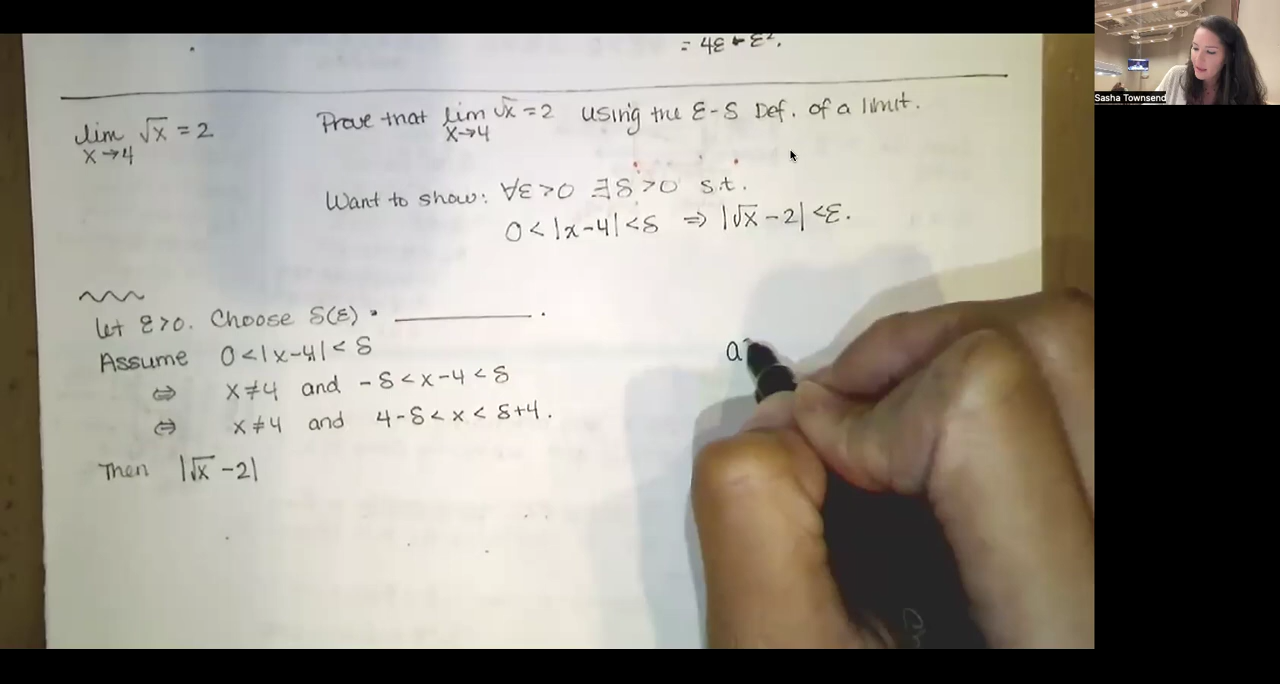 = 4ε - ε².
lim √x = 2
x→4
Prove that lim √x = 2 using the ε-δ Def. of a limit.
x→4
Want to show: ∀ε>0 ∃δ>0 s.t.
0<|x-4|<δ ⇒ |√x-2|<ε.
Let ε>0. Choose δ(ε) = ________.
Assume 0<|x-4|<δ
⇔ x≠4 and -δ<x-4<δ
⇔ x≠4 and 4-δ<x<δ+4.
Then |√x-2|
a
Sasha Townsend